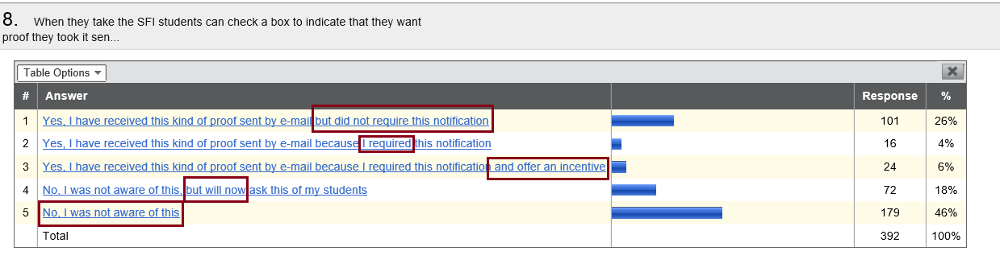 8. When they take the SFI students can check a box to indicate that they want
proof they took it sen...
Table Options
# Answer Response %
1 Yes, I have received this kind of proof sent by e-mail but did not require this notification 101 26%
2 Yes, I have received this kind of proof sent by e-mail because I required this notification 16 4%
3 Yes, I have received this kind of proof sent by e-mail because I required this notification and offer an incentive 24 6%
4 No, I was not aware of this, but will now ask this of my students 72 18%
5 No, I was not aware of this 179 46%
Total 392 100%